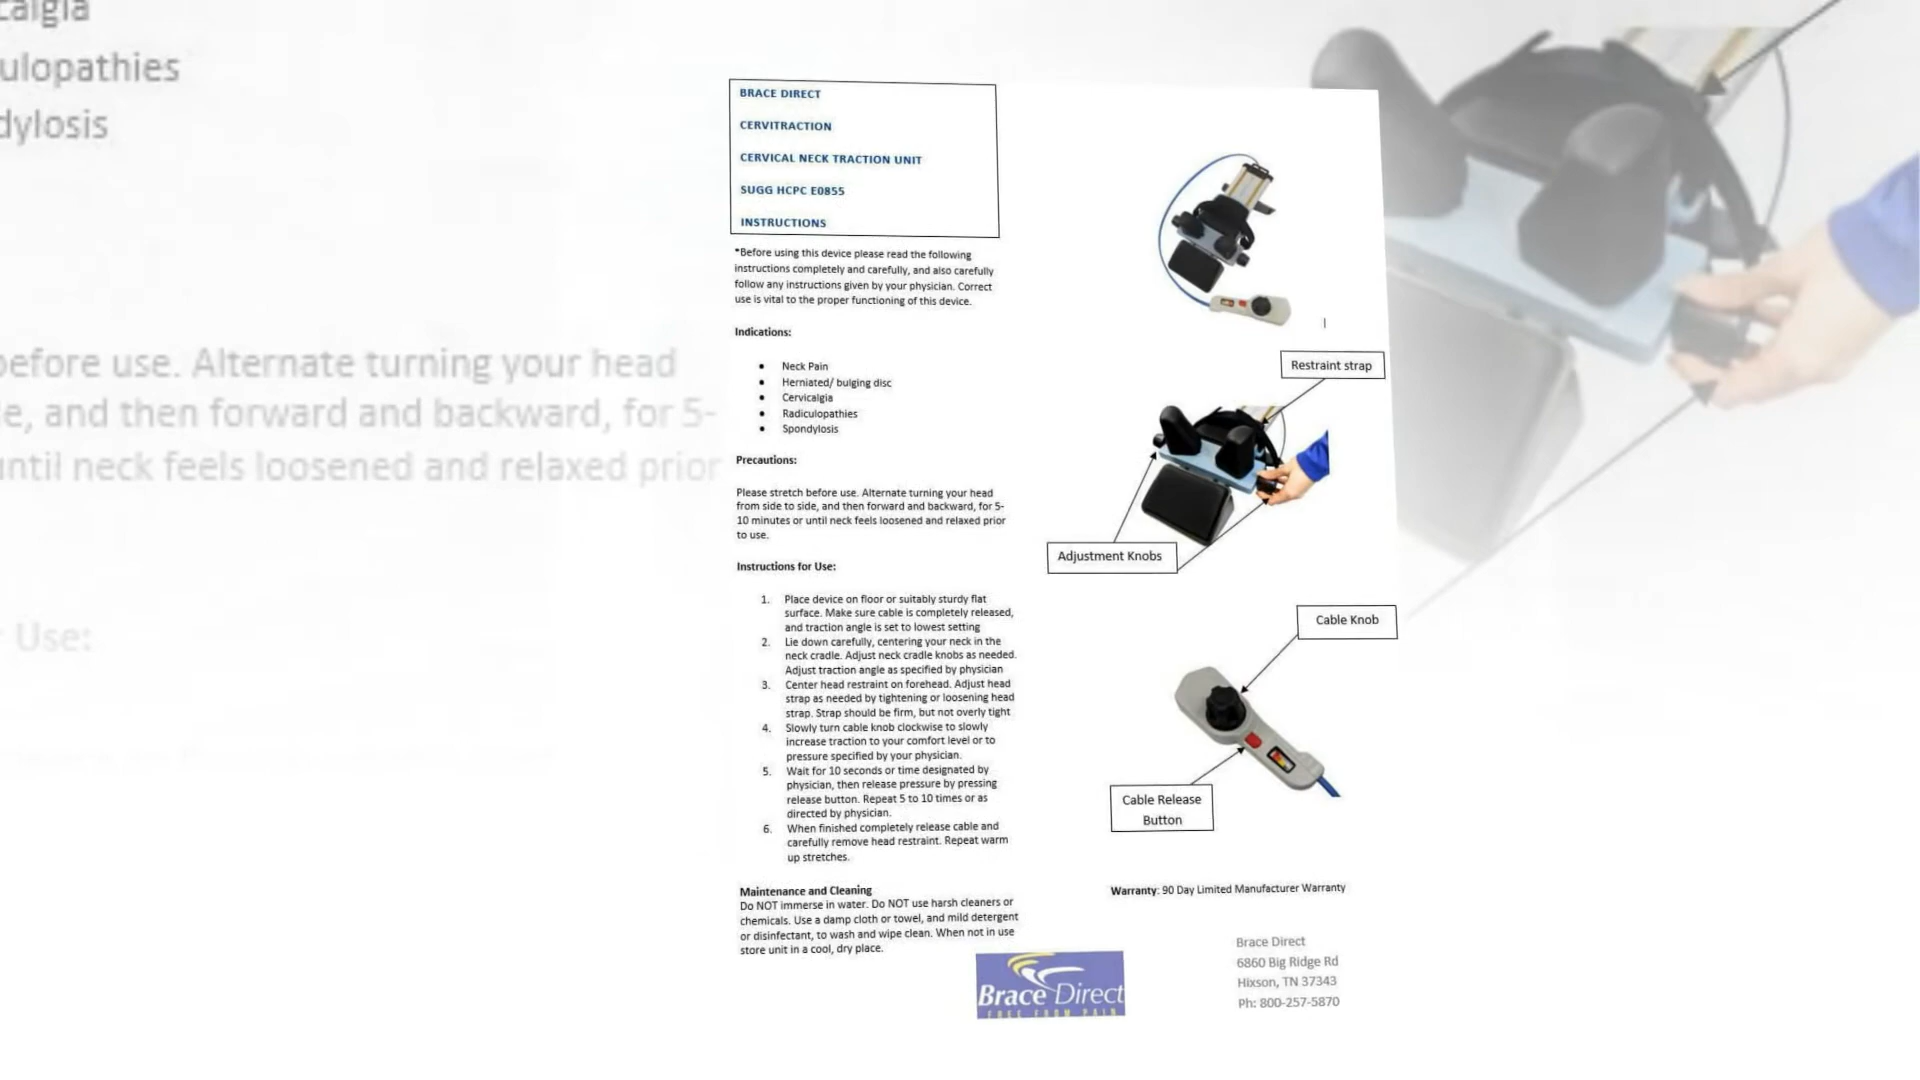 calgia
ulopathies
dylosis
before use. Alternate turning your head
e, and then forward and backward, for 5-
until neck feels loosened and relaxed prior
Use:
BRACE DIRECT
CERVITRACTION
CERVICAL NECK TRACTION UNIT
SUGG HCPC E0855
INSTRUCTIONS
*Before using this device please read the following
instructions completely and carefully, and also carefully
follow any instructions given by your physician. Correct
use is vital to the proper functioning of this device.
Indications:
• Neck Pain
• Herniated/ bulging disc
• Cervicalgia
• Radiculopathies
• Spondylosis
Precautions:
Please stretch before use. Alternate turning your head
from side to side, and then forward and backward, for 5-
10 minutes or until neck feels loosened and relaxed prior
to use.
Instructions for Use:
1. Place device on floor or suitably sturdy flat
surface. Make sure cable is completely released,
and traction angle is set to lowest setting
2. Lie down carefully, centering your neck in the
neck cradle. Adjust neck cradle knobs as needed.
Adjust traction angle as specified by physician
3. Center head restraint on forehead. Adjust head
strap as needed by tightening or loosening head
strap. Strap should be firm, but not overly tight
4. Slowly turn cable knob clockwise to slowly
increase traction to your comfort level or to
pressure specified by your physician.
5. Wait for 10 seconds or time designated by
physician, then release pressure by pressing
release button. Repeat 5 to 10 times or as
directed by physician.
6. When finished completely release cable and
carefully remove head restraint. Repeat warm
up stretches.
Maintenance and Cleaning
Do NOT immerse in water. Do NOT use harsh cleaners or
chemicals. Use a damp cloth or towel, and mild detergent
or disinfectant, to wash and wipe clean. When not in use
store unit in a cool, dry place.
Restraint strap
Adjustment Knobs
Cable Knob
Cable Release
Button
Warranty: 90 Day Limited Manufacturer Warranty
Brace Direct
FREE FROM PAIN
Brace Direct
6860 Big Ridge Rd
Hixson, TN 37343
Ph: 800-257-5870